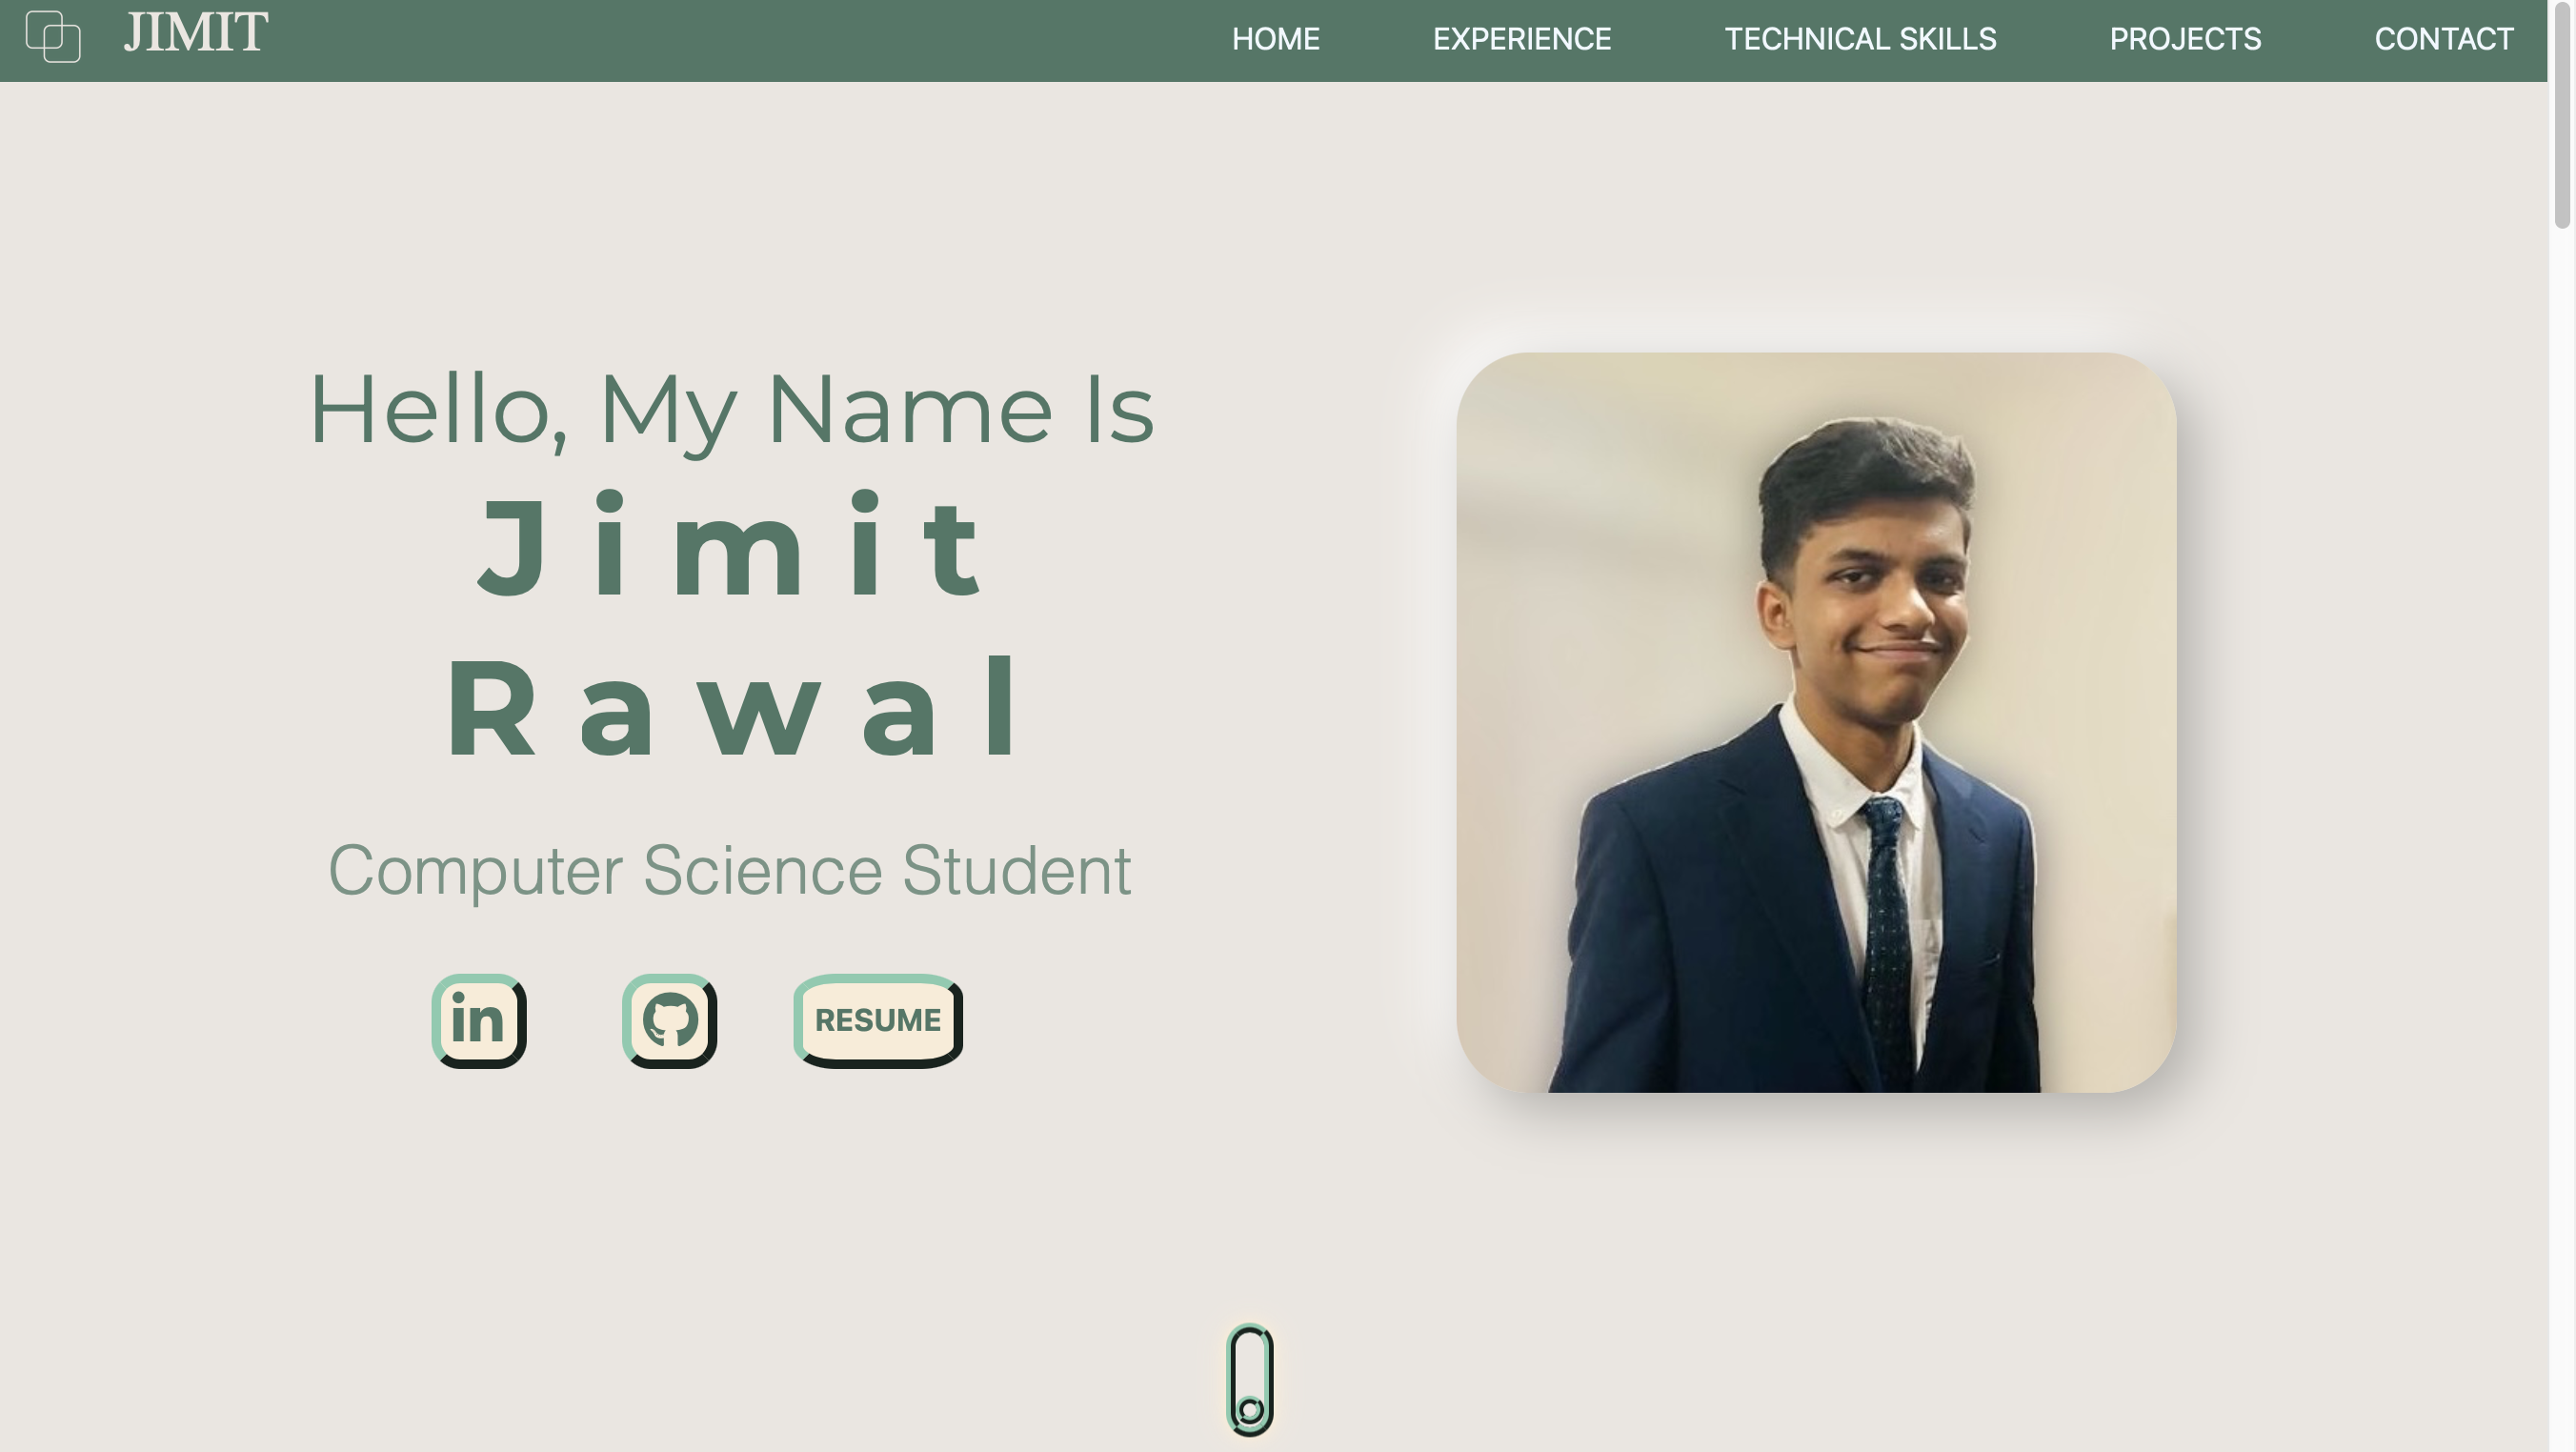 JIMIT
HOME EXPERIENCE TECHNICAL SKILLS PROJECTS CONTACT
Hello, My Name Is
Jimit
Rawal
Computer Science Student
in
RESUME